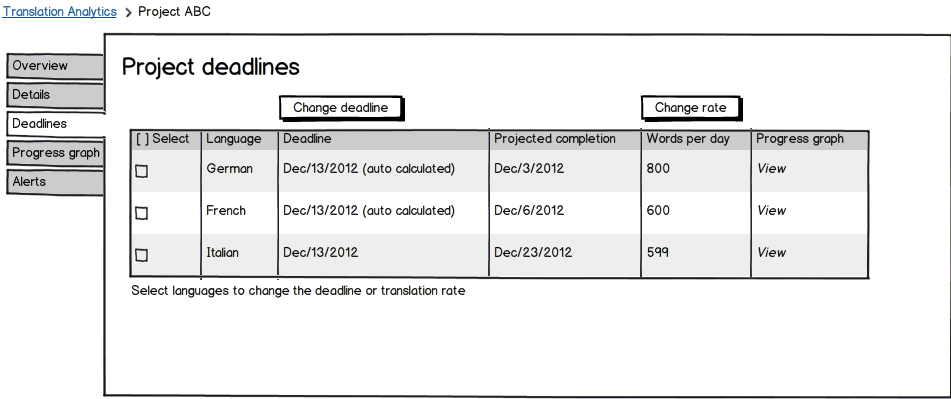 Translation Analytics > Project ABC
Overview
Details
Deadlines
Progress graph
Alerts
Project deadlines
Change deadline Change rate
[ ] Select Language Deadline Projected completion Words per day Progress graph
German Dec/13/2012 (auto calculated) Dec/3/2012 800 View
French Dec/13/2012 (auto calculated) Dec/6/2012 600 View
Italian Dec/13/2012 Dec/23/2012 599 View
Select languages to change the deadline or translation rate